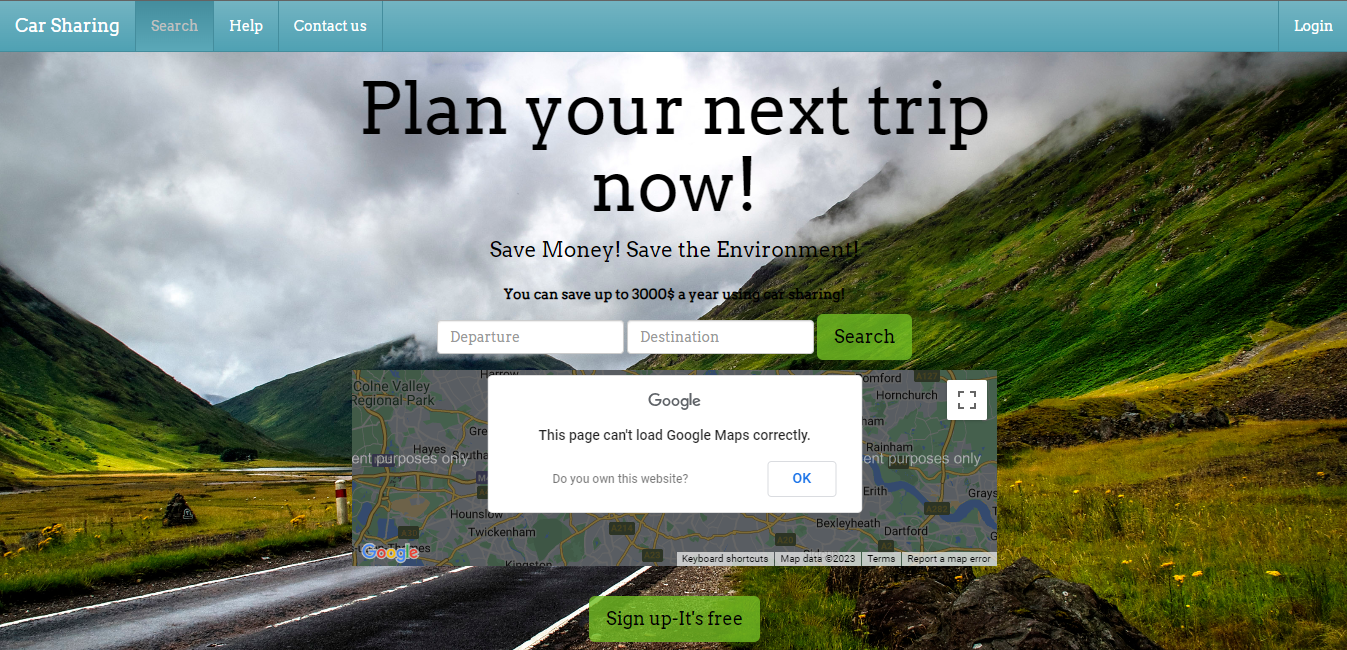 Car Sharing Search Help Contact us Login
Plan your next trip
now!
Save Money! Save the Environment!
You can save up to 3000$ a year using car sharing!
Departure Destination Search
Harrow
Colne Valley
Regional Park
Romford
Hornchurch
Google
This page can't load Google Maps correctly.
Do you own this website?
OK
Hayes
Rainham
ent purposes only
ent purposes only
Erith
Grays
Hounslow
Twickenham
Bexleyheath
Dartford
Kingston
Google
Keyboard shortcuts Map data ©2023 Terms Report a map error
Sign up-It's free